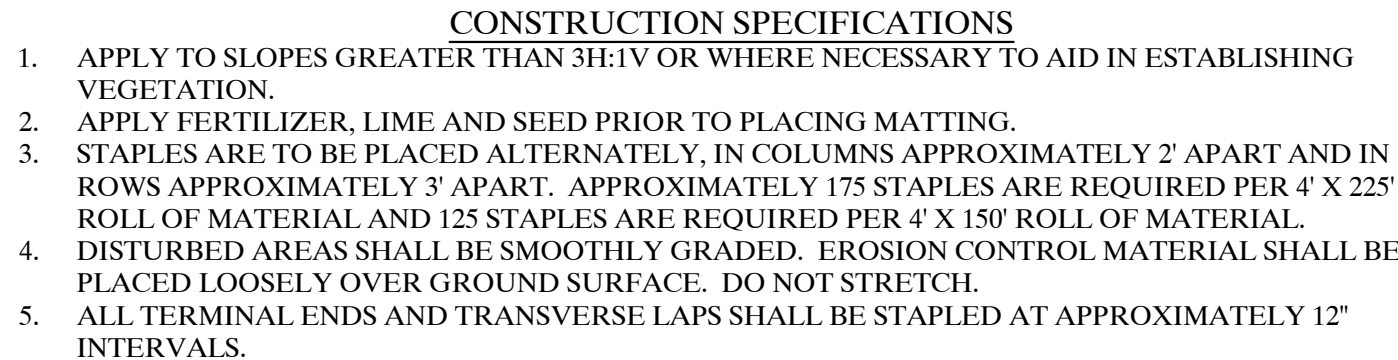 CONSTRUCTION SPECIFICATIONS
1. APPLY TO SLOPES GREATER THAN 3H:1V OR WHERE NECESSARY TO AID IN ESTABLISHING
VEGETATION.
2. APPLY FERTILIZER, LIME AND SEED PRIOR TO PLACING MATTING.
3. STAPLES ARE TO BE PLACED ALTERNATELY, IN COLUMNS APPROXIMATELY 2' APART AND IN
ROWS APPROXIMATELY 3' APART. APPROXIMATELY 175 STAPLES ARE REQUIRED PER 4' X 225'
ROLL OF MATERIAL AND 125 STAPLES ARE REQUIRED PER 4' X 150' ROLL OF MATERIAL.
4. DISTURBED AREAS SHALL BE SMOOTHLY GRADED. EROSION CONTROL MATERIAL SHALL BE
PLACED LOOSELY OVER GROUND SURFACE. DO NOT STRETCH.
5. ALL TERMINAL ENDS AND TRANSVERSE LAPS SHALL BE STAPLED AT APPROXIMATELY 12"
INTERVALS.